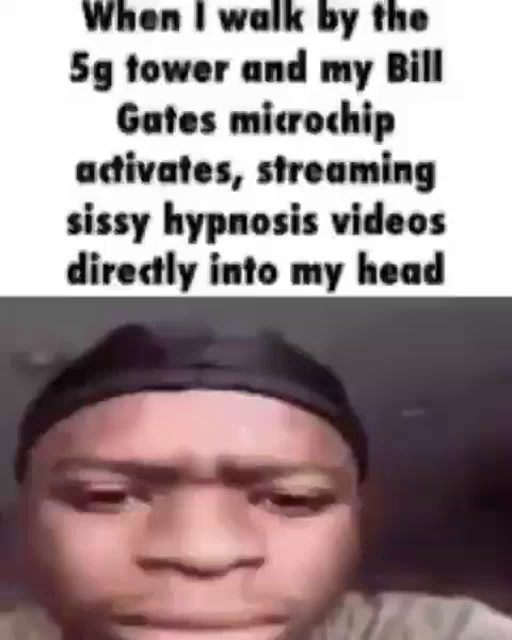 When I walk by the
5g tower and my Bill
Gates microchip
activates, streaming
sissy hypnosis videos
directly into my head